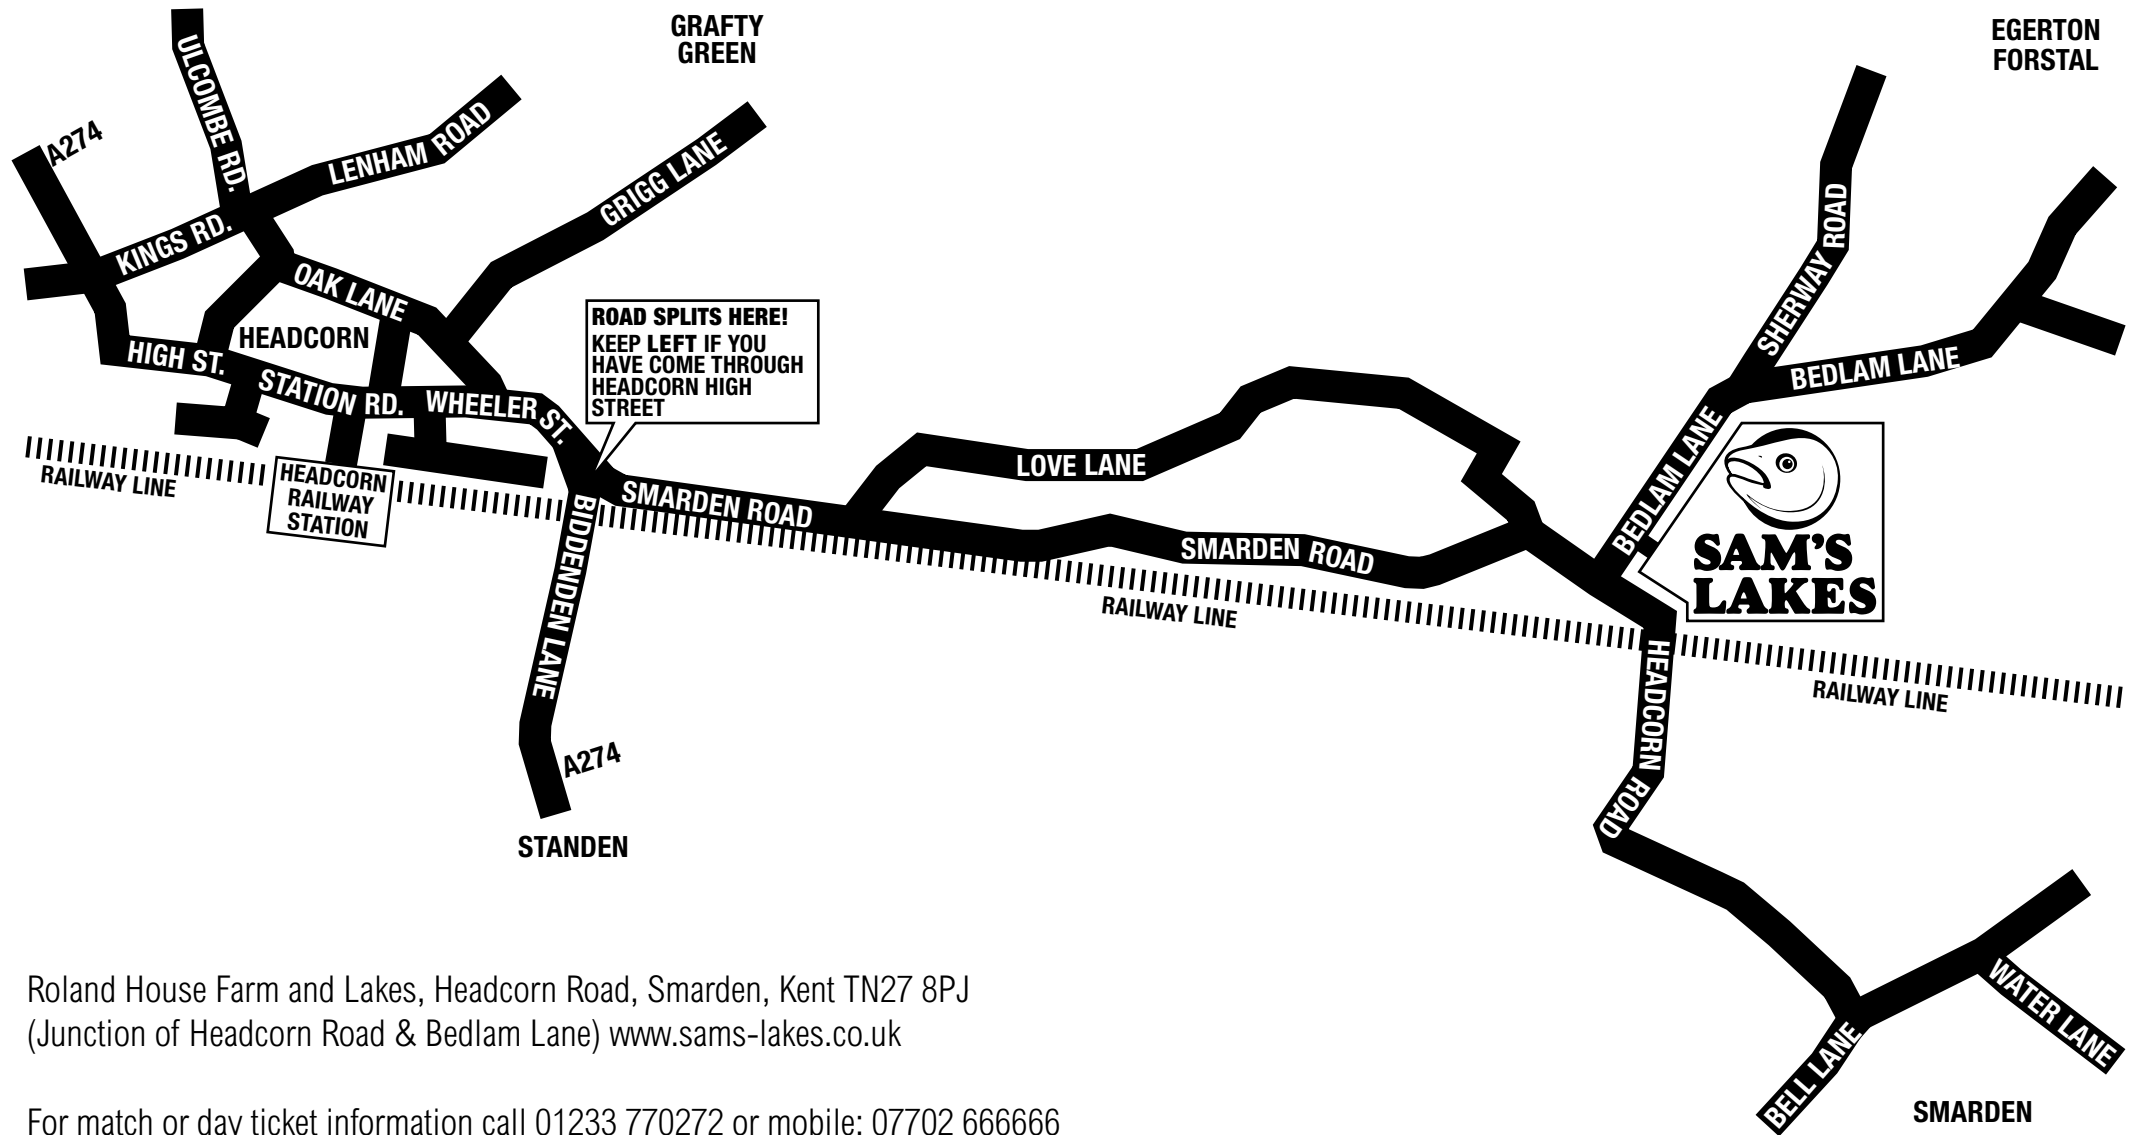 GRAFTY
GREEN
EGERTON
FORSTAL
ULCOMBE RD.
A274
LENHAM ROAD
GRIGG LANE
KINGS RD.
OAK LANE
SHERWAY ROAD
HEADCORN
HIGH ST.
STATION RD.
WHEELER ST.
ROAD SPLITS HERE!
KEEP LEFT IF YOU
HAVE COME THROUGH
HEADCORN HIGH
STREET
BEDLAM LANE
LOVE LANE
BEDLAM LANE
RAILWAY LINE
HEADCORN
RAILWAY
STATION
SMARDEN ROAD
BIDDENDEN LANE
SMARDEN ROAD
SAM'S
LAKES
RAILWAY LINE
HEADCORN ROAD
RAILWAY LINE
A274
STANDEN
WATER LANE
BELL LANE
SMARDEN
Roland House Farm and Lakes, Headcorn Road, Smarden, Kent TN27 8PJ
(Junction of Headcorn Road & Bedlam Lane) www.sams-lakes.co.uk
For match or day ticket information call 01233 770272 or mobile: 07702 666666